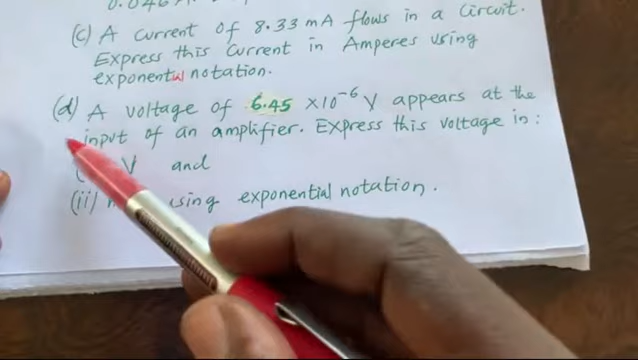 (c) A current of 8.33 mA flows in a circuit.
Express this current in Amperes using
exponential notation.
(d) A voltage of 6.45 ×10⁻⁶ V appears at the
input of an amplifier. Express this voltage in:
V and
(ii) using exponential notation.